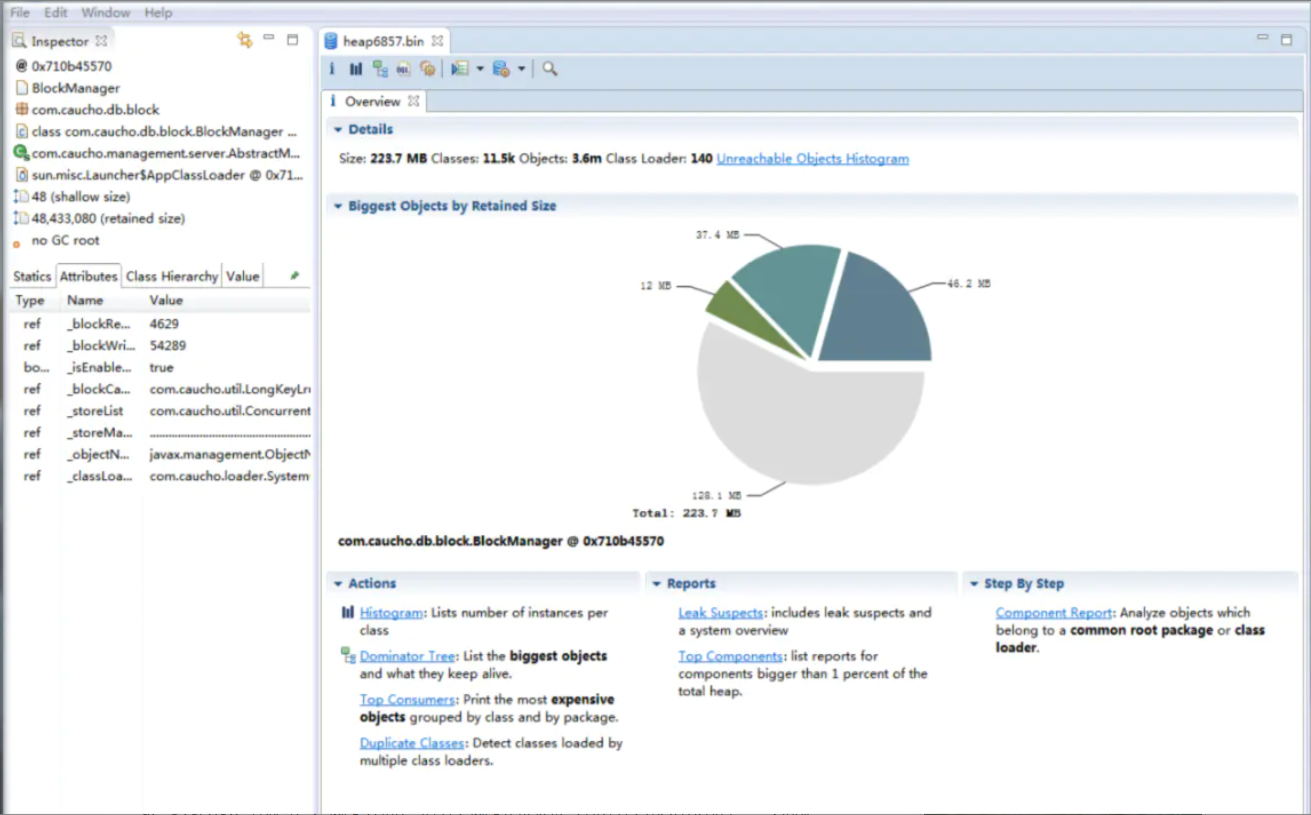 File Edit Window Help
Inspector
@ 0x710b45570
BlockManager
com.caucho.db.block
class com.caucho.db.block.BlockManager ...
com.caucho.management.server.AbstractM...
sun.misc.Launcher$AppClassLoader @ 0x71...
48 (shallow size)
48,433,080 (retained size)
no GC root
Statics Attributes Class Hierarchy Value
Type Name Value
ref _blockRe... 4629
ref _blockWri... 54289
bo... _isEnable... true
ref _blockCa... com.caucho.util.LongKeyLr
ref _storeList com.caucho.util.Concurrent
ref _storeMa... ................................................
ref _objectN... javax.management.ObjectN
ref _classLoa... com.caucho.loader.System
heap6857.bin
i
i Overview
Details
Size: 223.7 MB Classes: 11.5k Objects: 3.6m Class Loader: 140 Unreachable Objects Histogram
Biggest Objects by Retained Size
37.4 MB
12 MB
46.2 MB
128.1 MB
Total: 223.7 MB
com.caucho.db.block.BlockManager @ 0x710b45570
Actions
Histogram: Lists number of instances per
class
Dominator Tree: List the biggest objects
and what they keep alive.
Top Consumers: Print the most expensive
objects grouped by class and by package.
Duplicate Classes: Detect classes loaded by
multiple class loaders.
Reports
Leak Suspects: includes leak suspects and
a system overview
Top Components: list reports for
components bigger than 1 percent of the
total heap.
Step By Step
Component Report: Analyze objects which
belong to a common root package or class
loader.